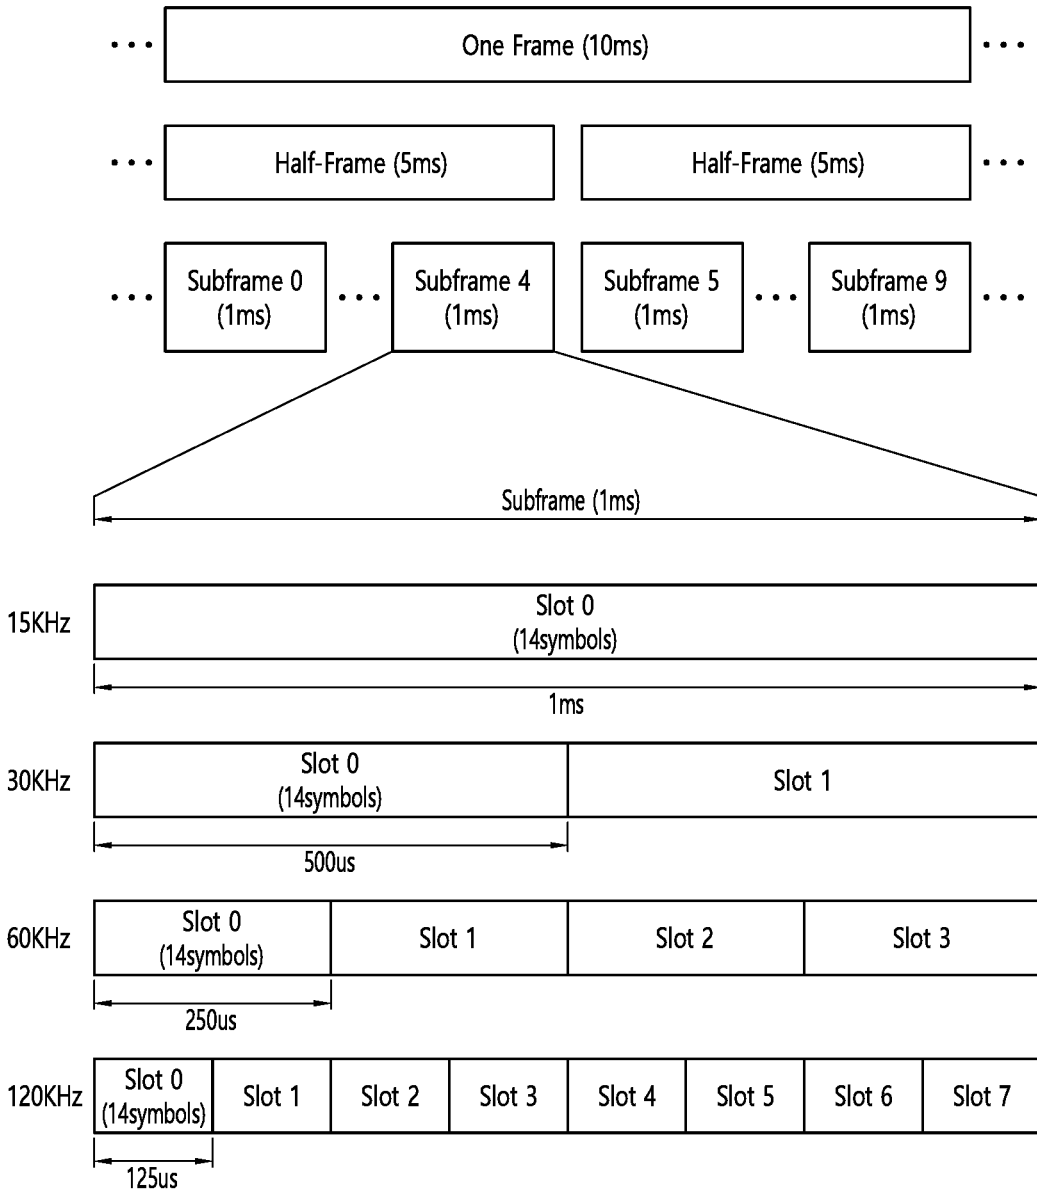 ... One Frame (10ms) ...
... Half-Frame (5ms) Half-Frame (5ms) ...
... Subframe 0 ... Subframe 4 Subframe 5 ... Subframe 9 ...
(1ms) (1ms) (1ms) (1ms)
Subframe (1ms)
15KHz Slot 0
(14symbols)
1ms
30KHz Slot 0 Slot 1
(14symbols)
500us
60KHz Slot 0 Slot 1 Slot 2 Slot 3
(14symbols)
250us
120KHz Slot 0 Slot 1 Slot 2 Slot 3 Slot 4 Slot 5 Slot 6 Slot 7
(14symbols)
125us